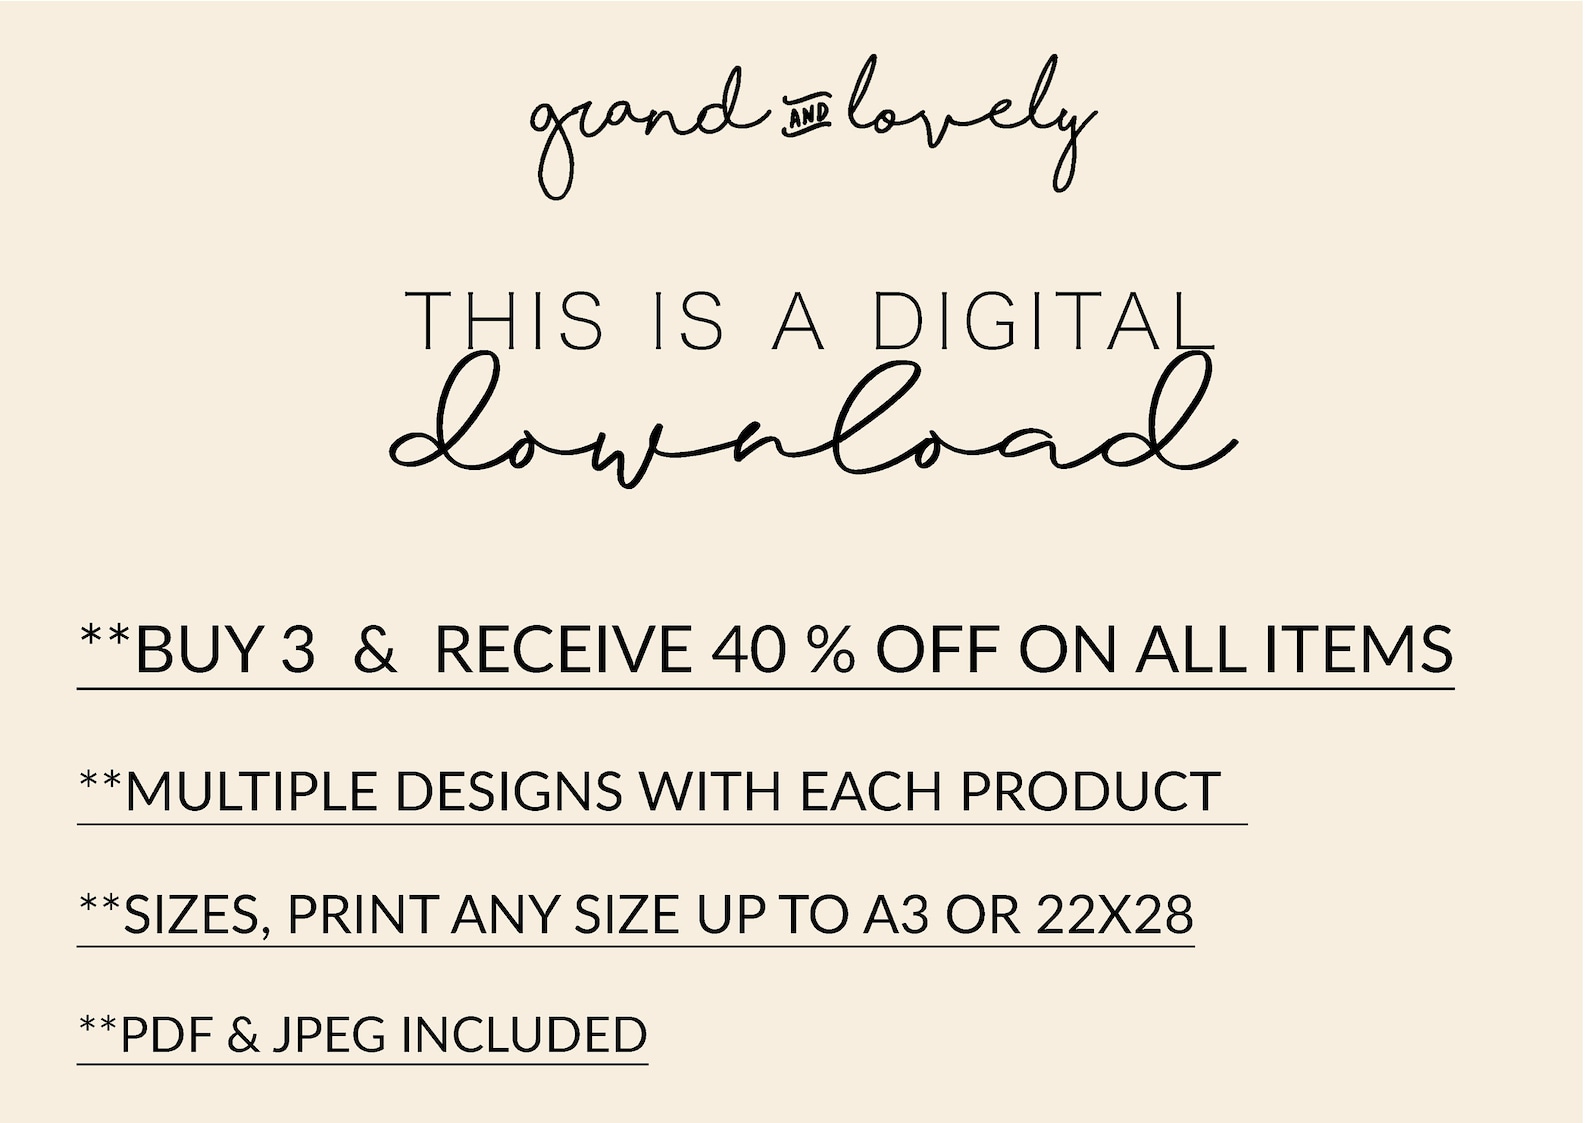 grand AND lovely
THIS IS A DIGITAL
download
**BUY 3 & RECEIVE 40 % OFF ON ALL ITEMS
**MULTIPLE DESIGNS WITH EACH PRODUCT
**SIZES, PRINT ANY SIZE UP TO A3 OR 22X28
**PDF & JPEG INCLUDED